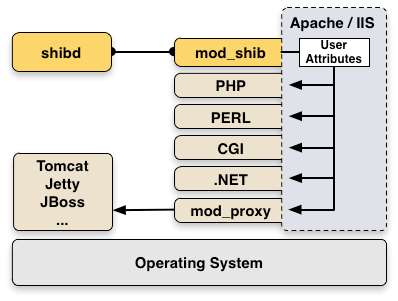 Apache / IIS
shibd
mod_shib
User
Attributes
PHP
PERL
CGI
.NET
mod_proxy
Tomcat
Jetty
JBoss
...
Operating System